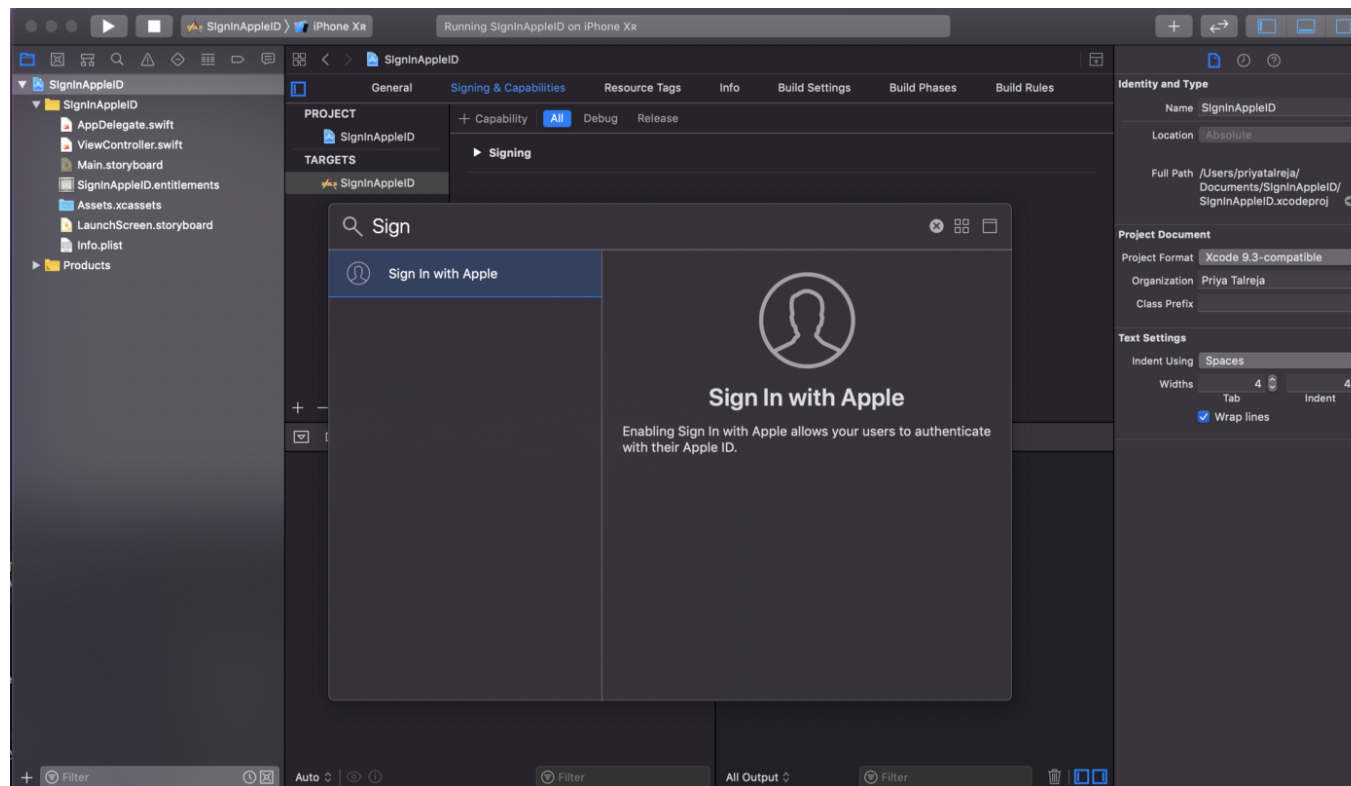 SIgnInAppleID iPhone XR
Running SIgnInAppleID on iPhone XR
SIgnInAppleID
SIgnInAppleID
AppDelegate.swift
ViewController.swift
Main.storyboard
SignInAppleID.entitlements
Assets.xcassets
LaunchScreen.storyboard
Info.plist
Products
Filter
SIgnInAppleID
General Signing & Capabilities Resource Tags Info Build Settings Build Phases Build Rules
PROJECT
SIgnInAppleID
TARGETS
SIgnInAppleID
+ Capability All Debug Release
Signing
Sign
Sign In with Apple
Sign In with Apple
Enabling Sign In with Apple allows your users to authenticate
with their Apple ID.
Auto
Filter
All Output
Filter
Identity and Type
Name SIgnInAppleID
Location Absolute
Full Path /Users/priyatalreja/
Documents/SIgnInAppleID/
SIgnInAppleID.xcodeproj
Project Document
Project Format Xcode 9.3-compatible
Organization Priya Talreja
Class Prefix
Text Settings
Indent Using Spaces
Widths 4 4
Tab Indent
Wrap lines